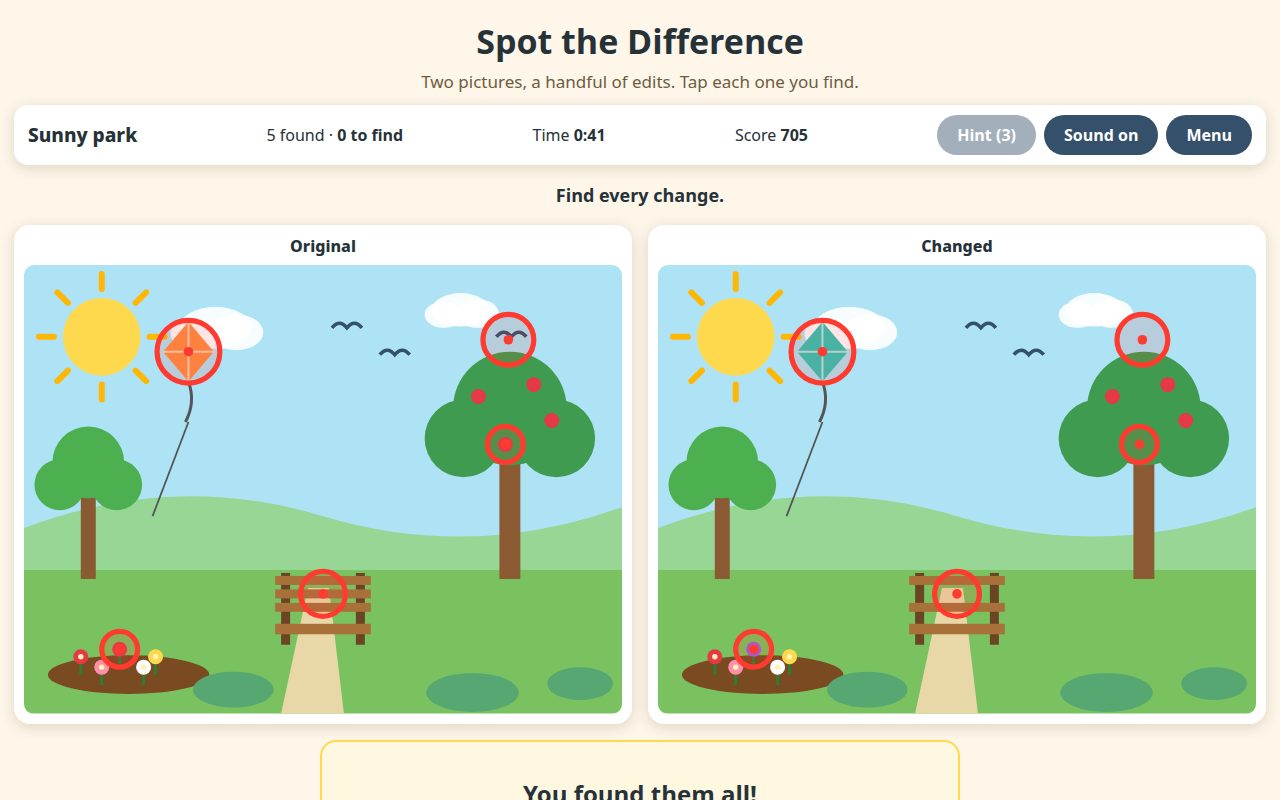 Spot the Difference
Two pictures, a handful of edits. Tap each one you find.
Sunny park
5 found · 0 to find
Time 0:41
Score 705
Hint (3)
Sound on
Menu
Find every change.
Original
Changed
You found them all!